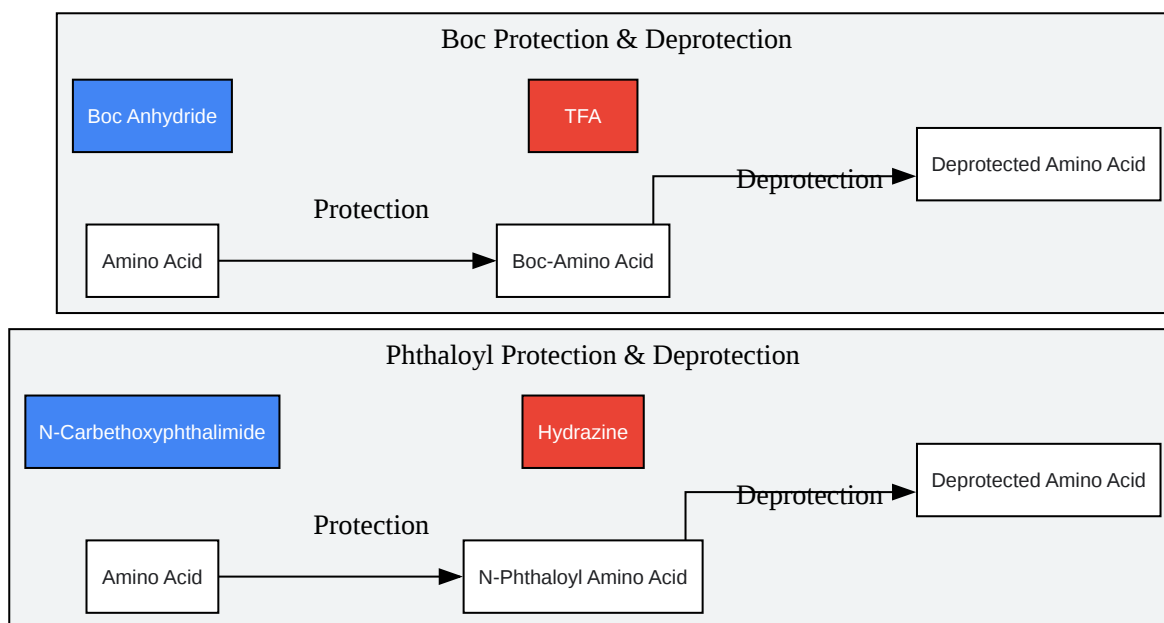 Boc Protection & Deprotection
Boc Anhydride
TFA
Deprotected Amino Acid
Deprotection
Protection
Amino Acid
Boc-Amino Acid
Phthaloyl Protection & Deprotection
N-Carbethoxyphthalimide
Hydrazine
Deprotected Amino Acid
Deprotection
Protection
Amino Acid
N-Phthaloyl Amino Acid